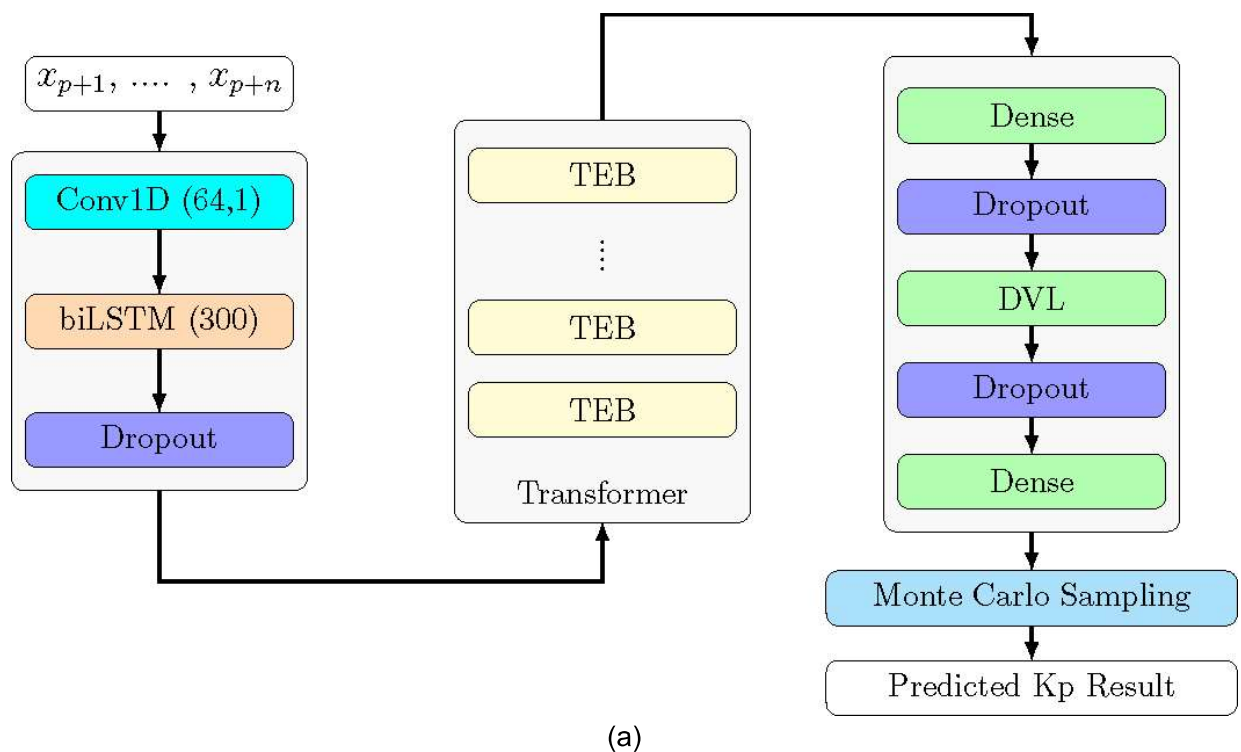 x_{p+1}, .... , x_{p+n}
Conv1D (64,1)
biLSTM (300)
Dropout
TEB
⋮
TEB
TEB
Transformer
Dense
Dropout
DVL
Dropout
Dense
Monte Carlo Sampling
Predicted Kp Result
(a)